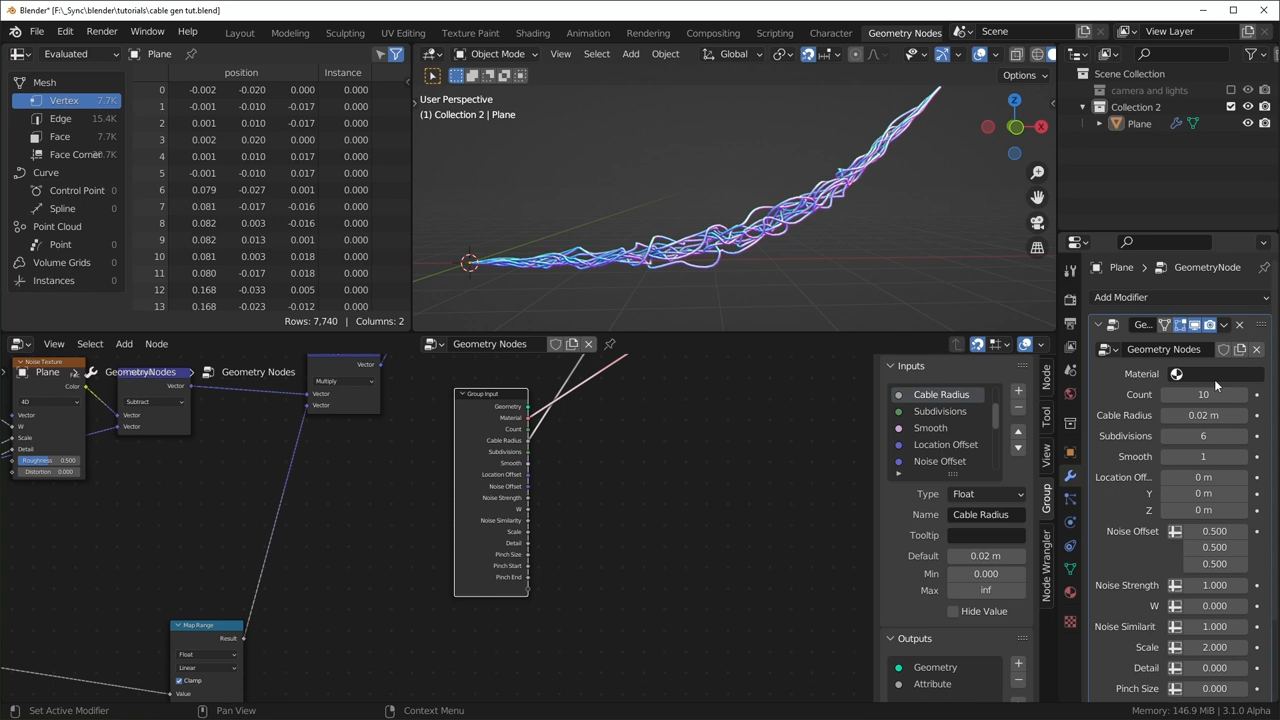 Blender* [F:\_Sync\blender\tutorials\cable gen tut.blend]
File Edit Render Window Help Layout Modeling Sculpting UV Editing Texture Paint Shading Animation Rendering Compositing Scripting Character Geometry Nodes Scene View Layer
Evaluated Plane
Object Mode View Select Add Object Global
Options
position Instance
Mesh
Vertex 7.7K
Edge 15.4K
Face 7.7K
Face Corner
Curve
Control Point 0
Spline 0
Point Cloud
Point 0
Volume Grids 0
Instances 0
0 -0.002 -0.020 0.000 0.000
1 -0.001 -0.010 -0.017 0.000
2 0.001 0.010 -0.017 0.000
3 0.002 0.020 0.000 0.000
4 0.001 0.010 0.017 0.000
5 -0.001 -0.010 0.017 0.000
6 0.079 -0.027 0.001 0.000
7 0.081 -0.017 -0.016 0.000
8 0.082 0.003 -0.016 0.000
9 0.082 0.013 0.001 0.000
10 0.081 0.003 0.018 0.000
11 0.080 -0.017 0.018 0.000
12 0.168 -0.033 0.005 0.000
13 0.168 -0.023 -0.012 0.000
Rows: 7,740 | Columns: 2
User Perspective
(1) Collection 2 | Plane
Z
X
Scene Collection
camera and lights
Collection 2
Plane
Plane GeometryNode
Add Modifier
Ge..
Geometry Nodes
Material
Count 10
Cable Radius 0.02 m
Subdivisions 6
Smooth 1
Location Off... 0 m
Y 0 m
Z 0 m
Noise Offset 0.500
0.500
0.500
Noise Strength 1.000
W 0.000
Noise Similarit 1.000
Scale 2.000
Detail 0.000
Pinch Size 0.000
View Select Add Node Geometry Nodes
Plane GeometryNodes Geometry Nodes
Noise Texture
Color
4D
Vector
W
Scale
Detail
Roughness 0.500
Distortion 0.000
Vector
Subtract
Vector
Vector
Vector
Multiply
Vector
Vector
Map Range
Result
Float
Linear
Clamp
Value
Group Input
Geometry
Material
Count
Cable Radius
Subdivisions
Smooth
Location Offset
Noise Offset
Noise Strength
W
Noise Similarity
Scale
Detail
Pinch Size
Pinch Start
Pinch End
Inputs
Cable Radius
Subdivisions
Smooth
Location Offset
Noise Offset
Type Float
Name Cable Radius
Tooltip
Default 0.02 m
Min 0.000
Max inf
Hide Value
Outputs
Geometry
Attribute
Node
Tool
View
Group
Node Wrangler
Set Active Modifier Pan View Context Menu Memory: 146.9 MiB | 3.1.0 Alpha